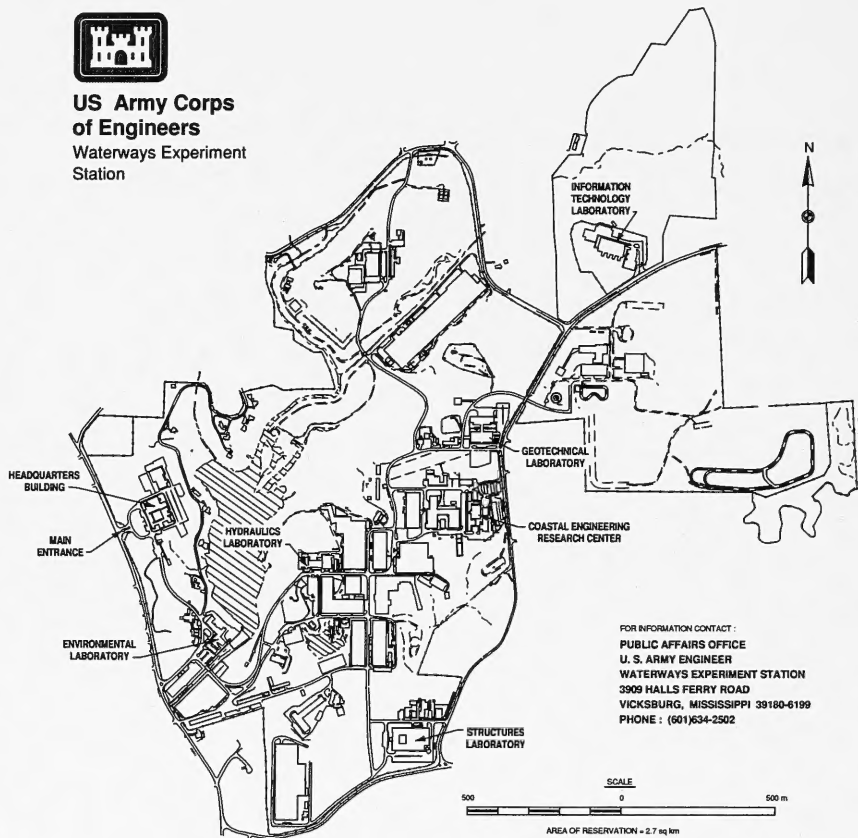 US Army Corps
of Engineers
Waterways Experiment
Station
N
INFORMATION
TECHNOLOGY
LABORATORY
GEOTECHNICAL
LABORATORY
HEADQUARTERS
BUILDING
MAIN
ENTRANCE
HYDRAULICS
LABORATORY
COASTAL ENGINEERING
RESEARCH CENTER
ENVIRONMENTAL
LABORATORY
STRUCTURES
LABORATORY
FOR INFORMATION CONTACT :
PUBLIC AFFAIRS OFFICE
U. S. ARMY ENGINEER
WATERWAYS EXPERIMENT STATION
3909 HALLS FERRY ROAD
VICKSBURG, MISSISSIPPI 39180-6199
PHONE : (601)634-2502
SCALE
500 0 500 m
AREA OF RESERVATION = 2.7 sq km